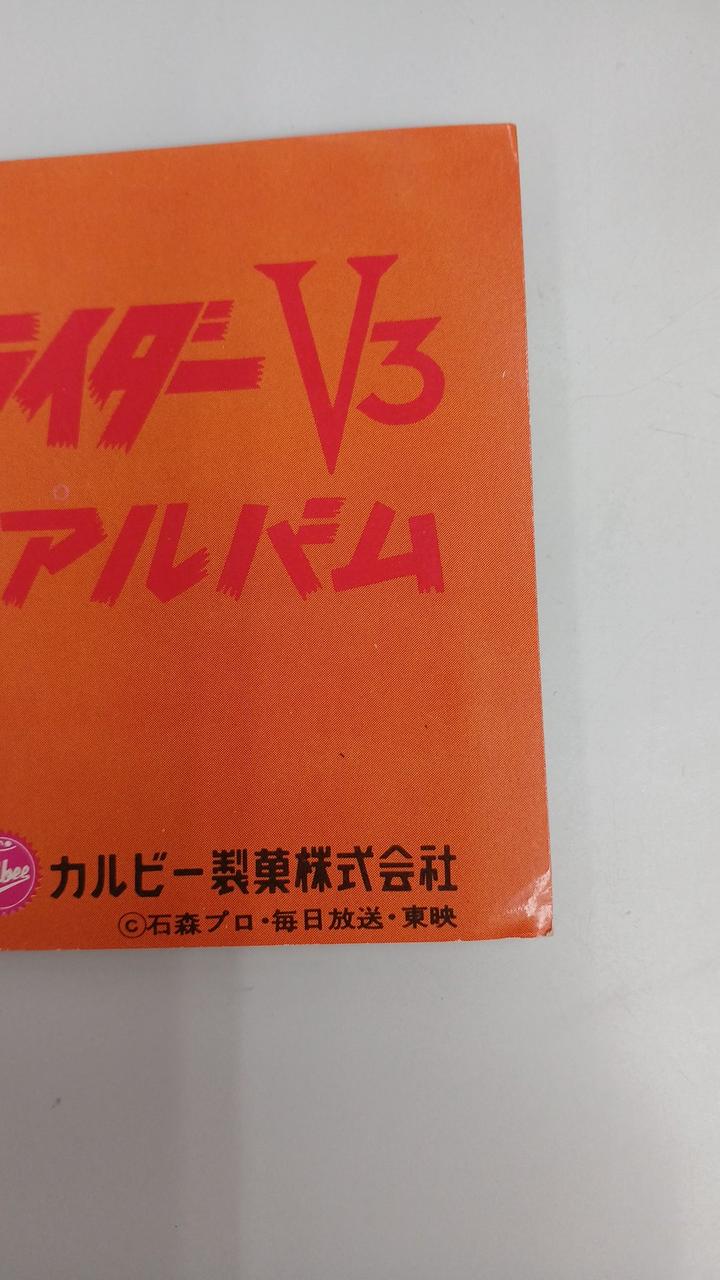 ライダーV3
アルバム
bee
カルビー製菓株式会社
©石森プロ・毎日放送・東映